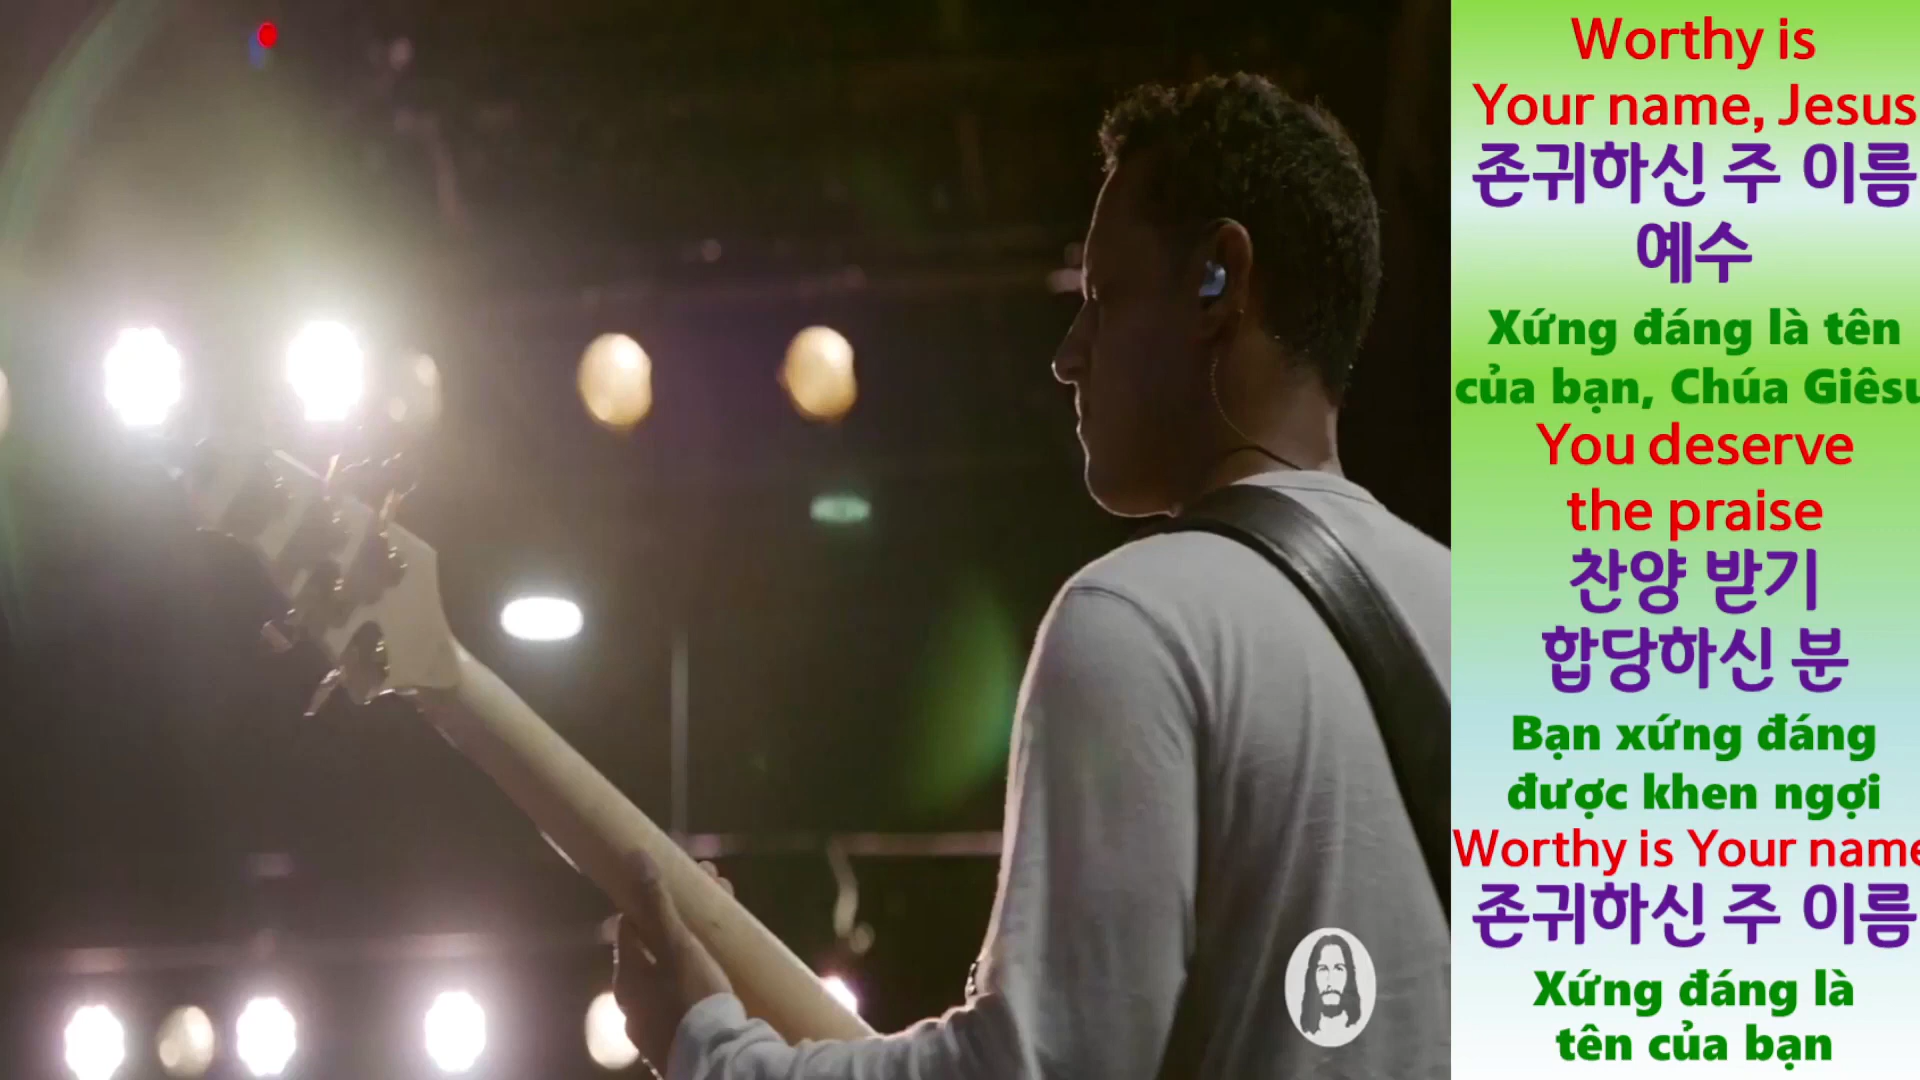 Worthy is
Your name, Jesus
존귀하신 주 이름
예수
Xứng đáng là tên
của bạn, Chúa Giêsu
You deserve
the praise
찬양 받기
합당하신 분
Bạn xứng đáng
được khen ngợi
Worthy is Your name
존귀하신 주 이름
Xứng đáng là
tên của bạn